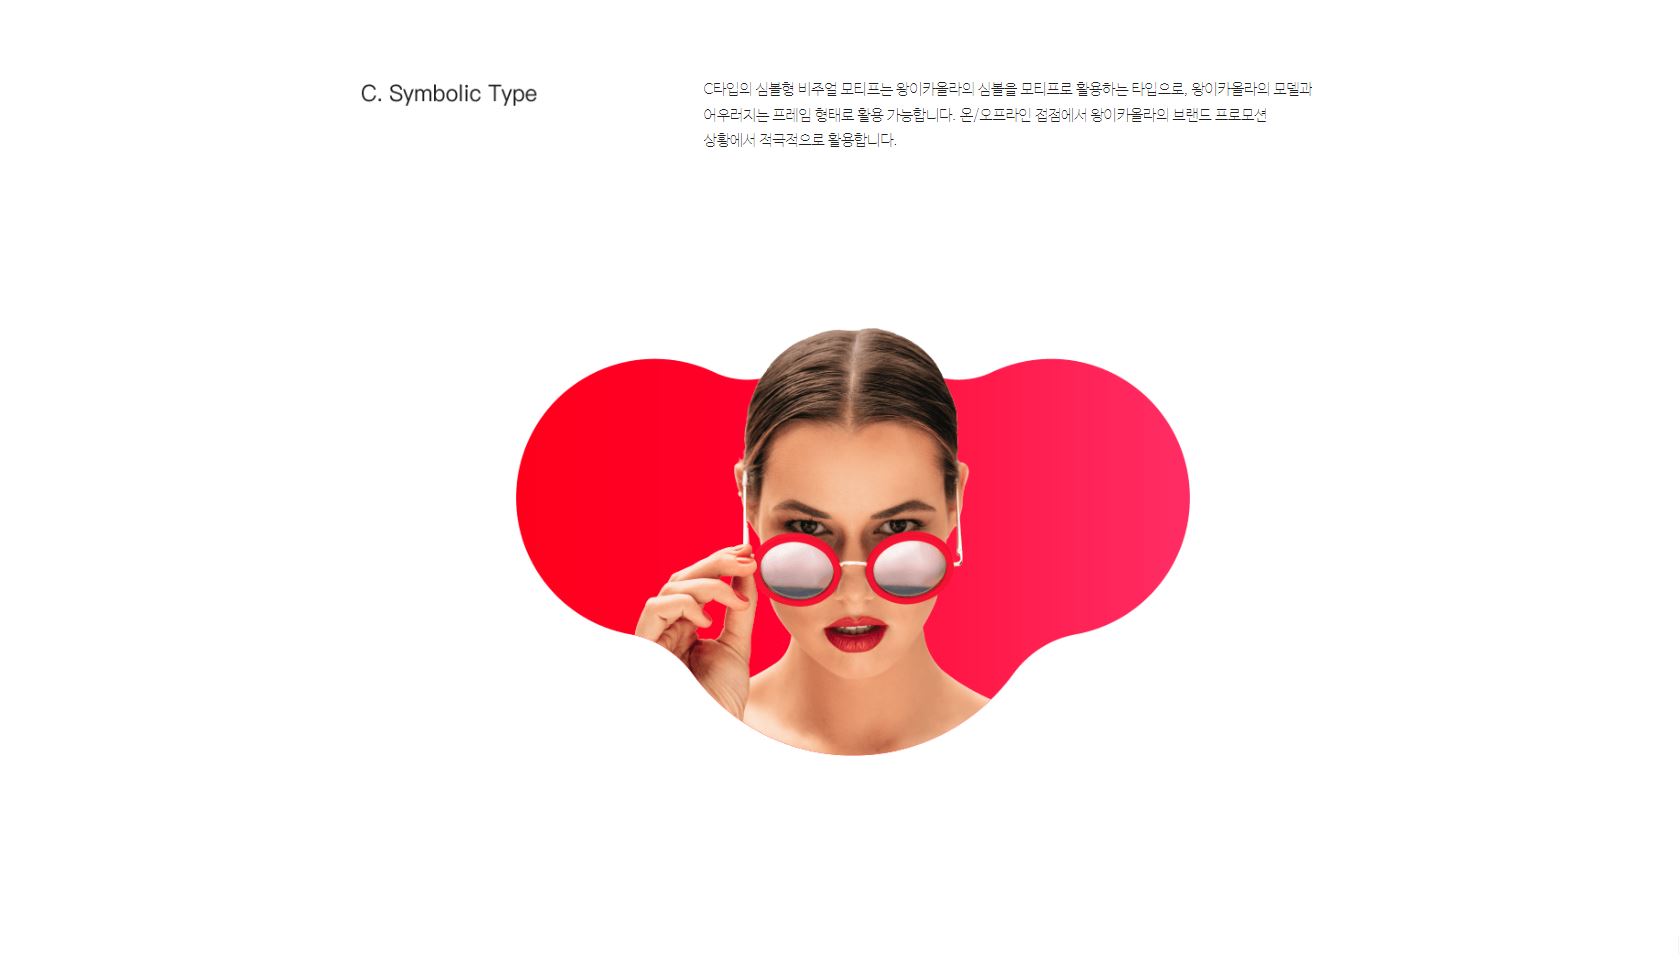 C. Symbolic Type
C타입의 심볼형 비주얼 모티프는 왕이카올라의 심볼을 모티프로 활용하는 타입으로, 왕이카올라의 모델과
어우러지는 프레임 형태로 활용 가능합니다. 온/오프라인 접점에서 왕이카올라의 브랜드 프로모션
상황에서 적극적으로 활용합니다.